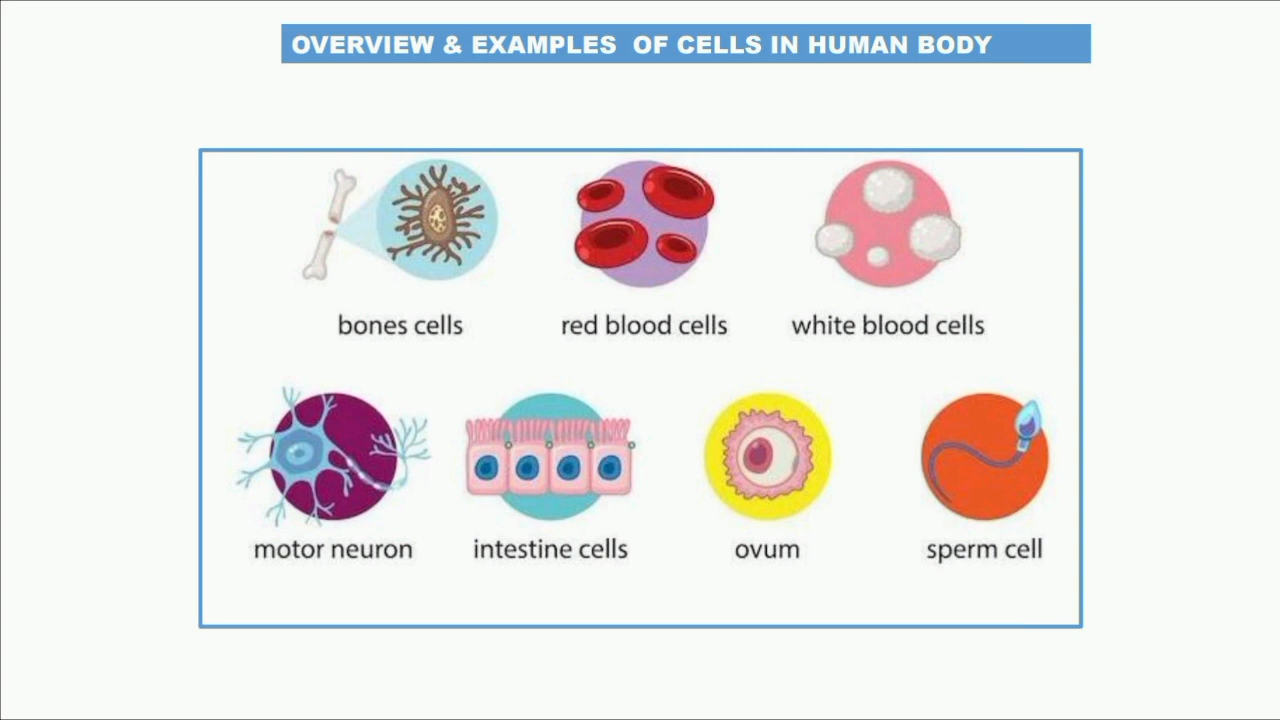 OVERVIEW & EXAMPLES  OF CELLS IN HUMAN BODY
bones cells
red blood cells
white blood cells
motor neuron
intestine cells
ovum
sperm cell